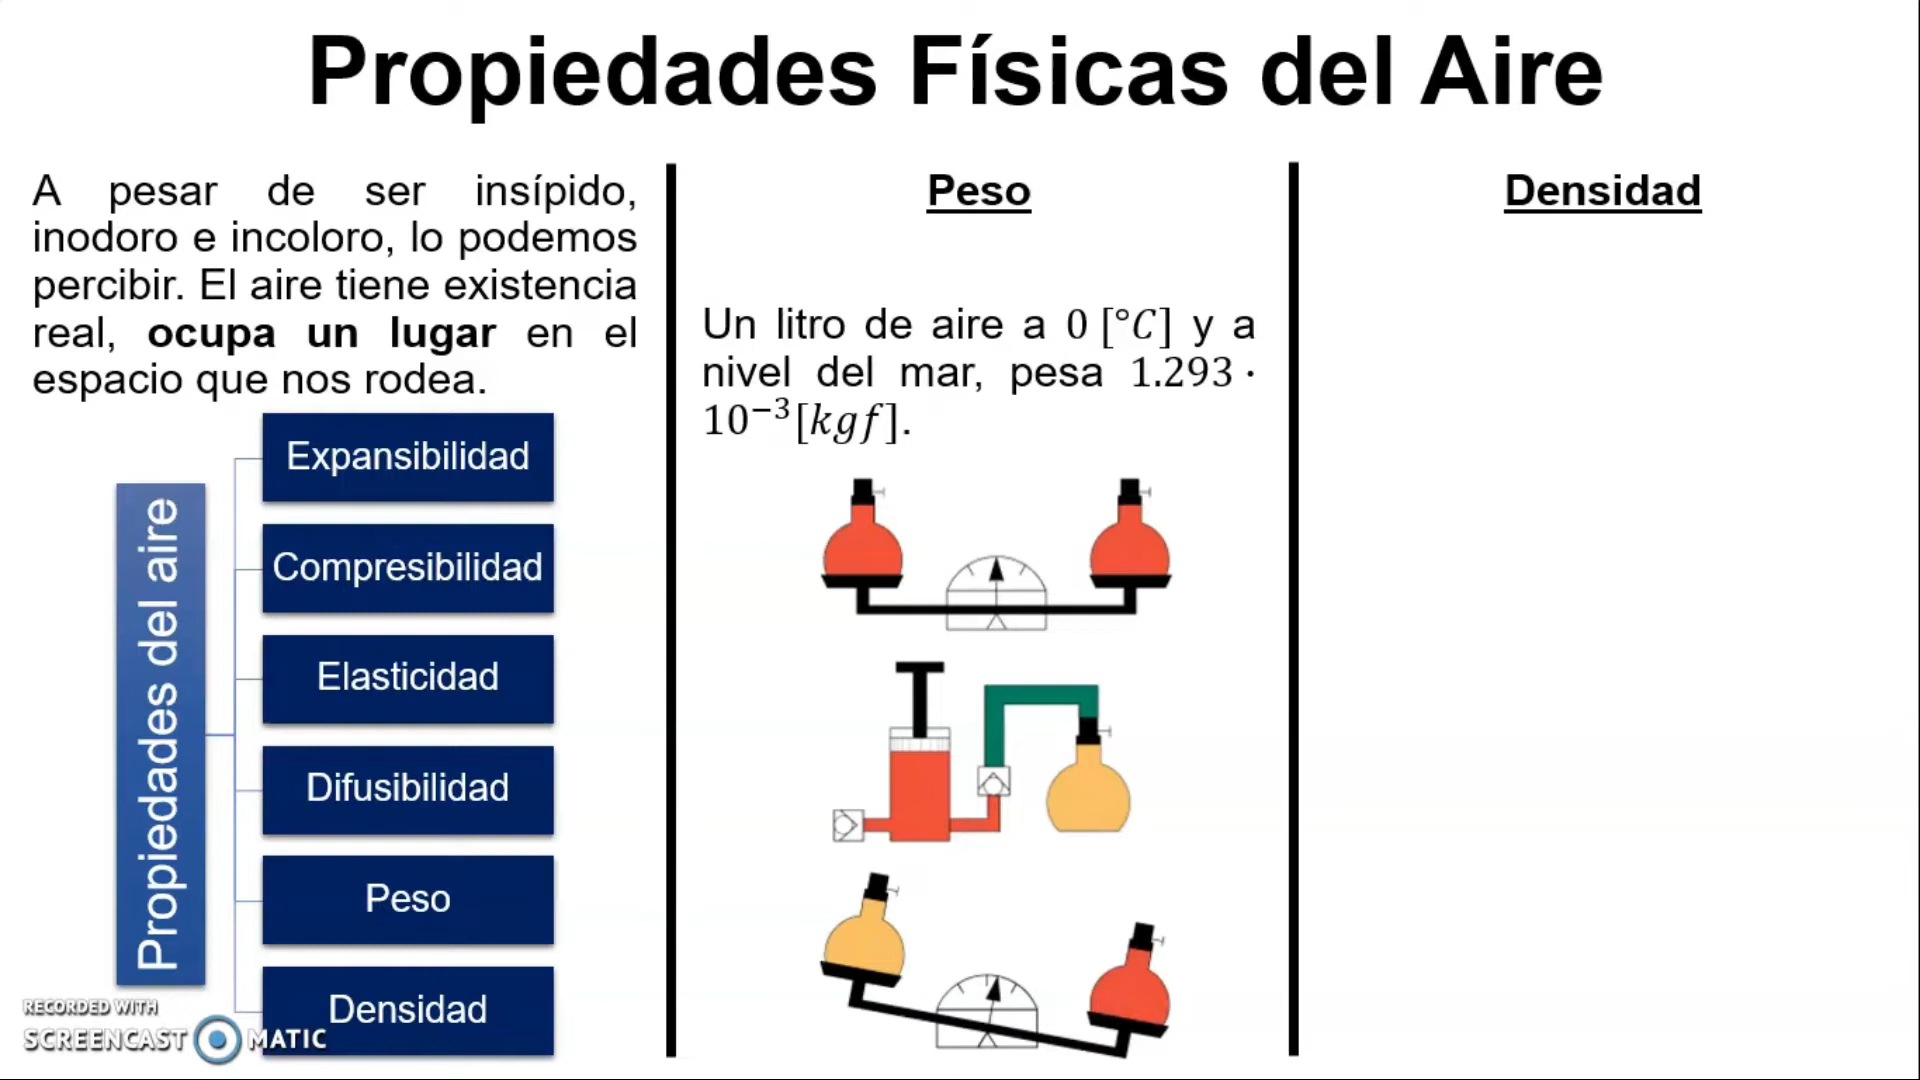 Propiedades Físicas del Aire
A pesar de ser insípido,
inodoro e incoloro, lo podemos
percibir. El aire tiene existencia
real, ocupa un lugar en el
espacio que nos rodea.
Propiedades del aire
Expansibilidad
Compresibilidad
Elasticidad
Difusibilidad
Peso
Densidad
RECORDED WITH
SCREENCAST MATIC
Peso
Un litro de aire a 0 [°C] y a
nivel del mar, pesa 1.293 ·
10⁻³[kgf].
Densidad